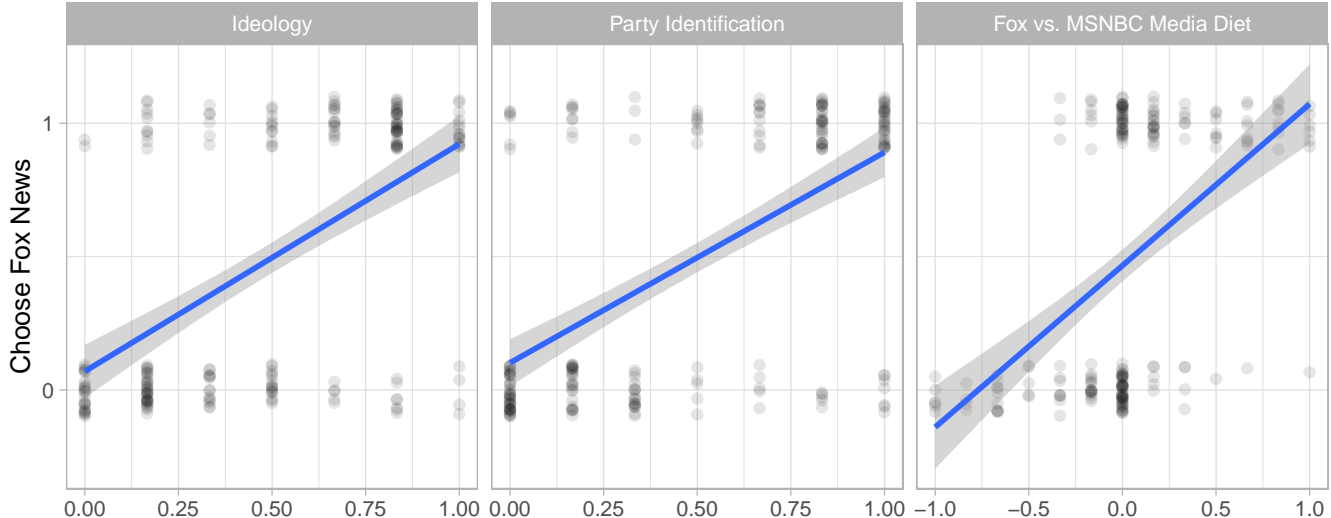 Ideology
Party Identification
Fox vs. MSNBC Media Diet
Choose Fox News
1
0
0.00 0.25 0.50 0.75 1.00
0.00 0.25 0.50 0.75 1.00
−1.0 −0.5 0.0 0.5 1.0